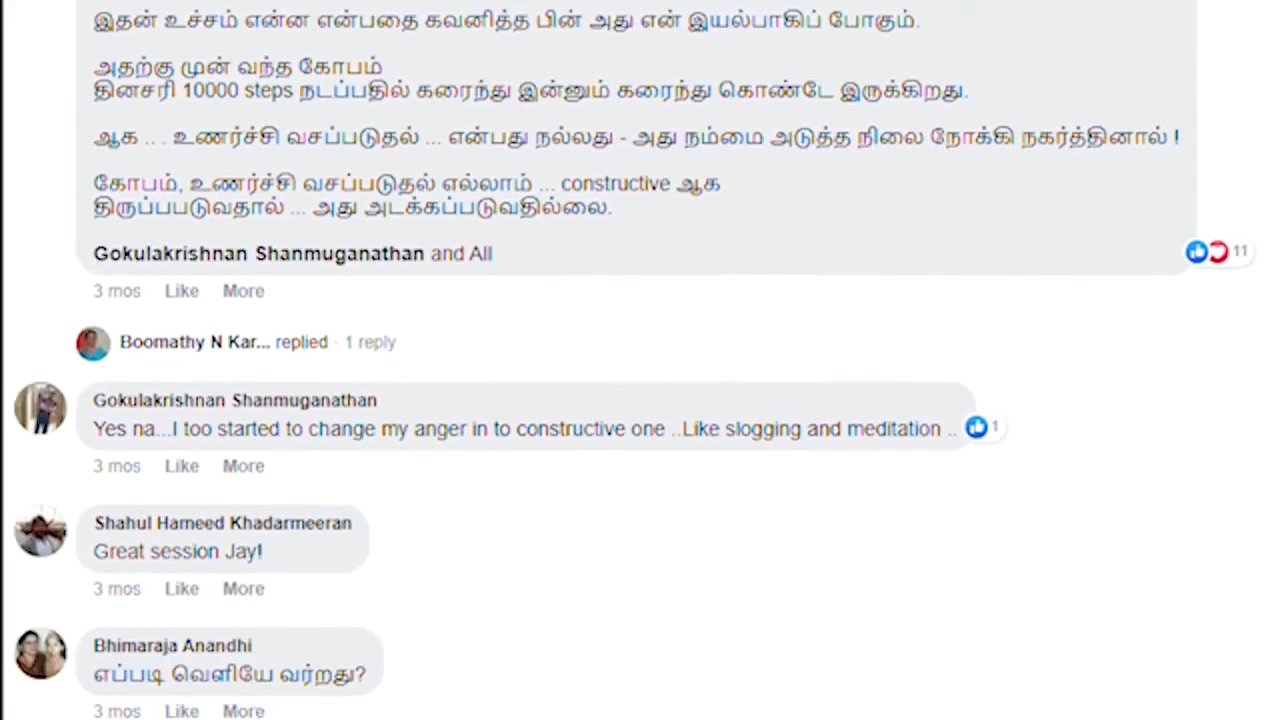 இதன் உச்சம் என்ன என்பதை கவனித்த பின் அது என் இயல்பாகிப் போகும்.
அதற்கு முன் வந்த கோபம்
தினசரி 10000 steps நடப்பதில் கரைந்து இன்னும் கரைந்து கொண்டே இருக்கிறது.
ஆக .. . உணர்ச்சி வசப்படுதல் ... என்பது நல்லது - அது நம்மை அடுத்த நிலை நோக்கி நகர்த்தினால் !
கோபம், உணர்ச்சி வசப்படுதல் எல்லாம் ... constructive ஆக
திருப்பபடுவதால் ... அது அடக்கப்படுவதில்லை.
Gokulakrishnan Shanmuganathan and All
11
3 mos Like More
Boomathy N Kar... replied · 1 reply
Gokulakrishnan Shanmuganathan
Yes na...I too started to change my anger in to constructive one ..Like slogging and meditation ..
1
3 mos Like More
Shahul Hameed Khadarmeeran
Great session Jay!
3 mos Like More
Bhimaraja Anandhi
எப்படி வெளியே வர்றது?
3 mos Like More